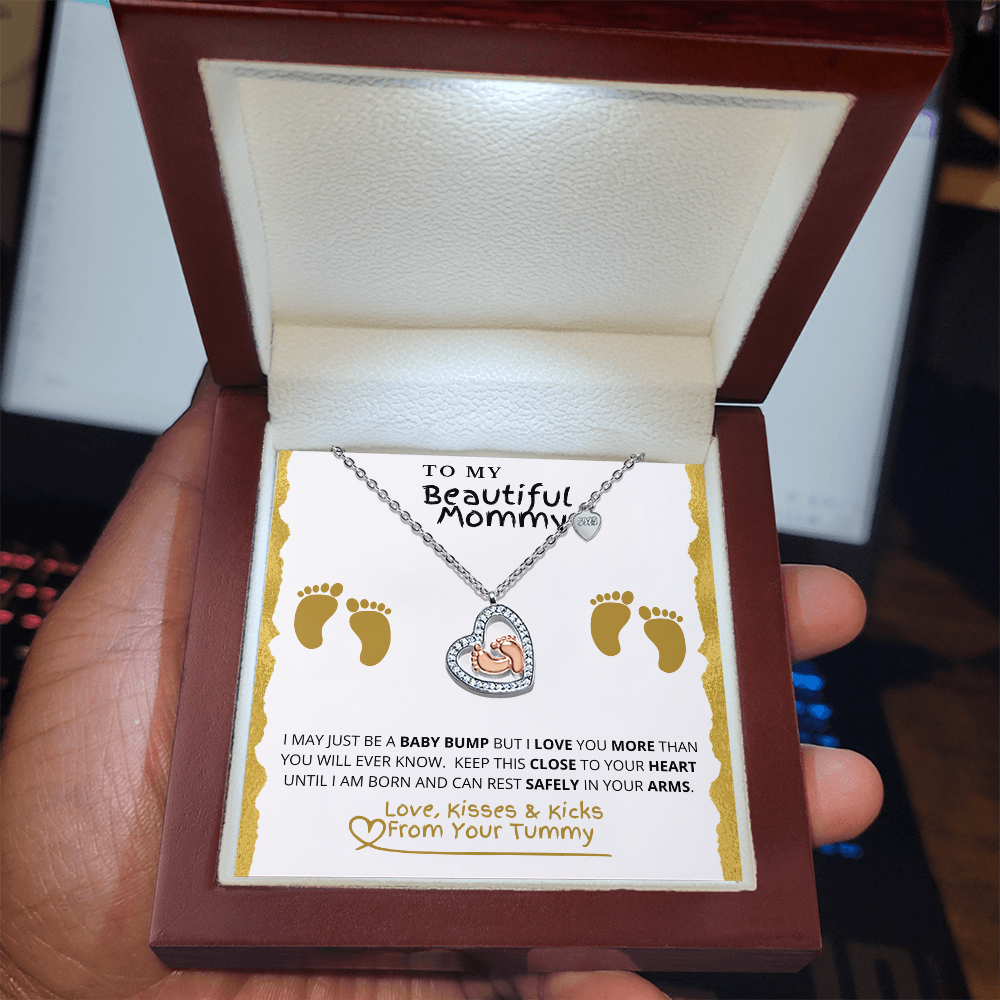 TO MY
Beautiful
Mommy
I MAY JUST BE A BABY BUMP BUT I LOVE YOU MORE THAN
YOU WILL EVER KNOW. KEEP THIS CLOSE TO YOUR HEART
UNTIL I AM BORN AND CAN REST SAFELY IN YOUR ARMS.
Love, Kisses & Kicks
From Your Tummy